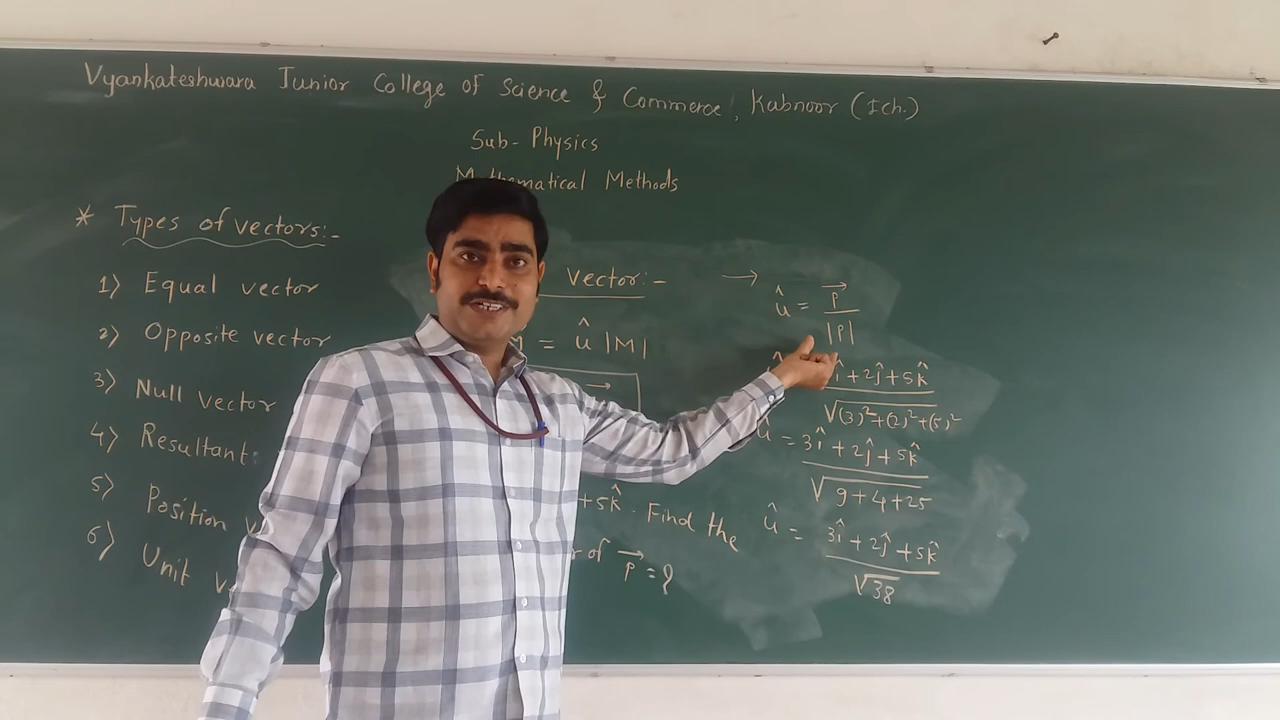 Vyankateshwara Junior College of Science & Commerce, Kabnoor (Ich.)
Sub- Physics
Mathematical Methods
* Types of vectors:-
1) Equal vector
2) Opposite vector
3) Null vector
4) Resultant
5) Position
6) Unit
Vector:-
M = û |M|
+5k̂. Find the
of P⃗ = ?
→ û = P⃗ / |P|
î + 2ĵ + 5k̂ / √(3)²+(2)²+(5)²
û = 3î + 2ĵ + 5k̂ / √9+4+25
û = 3î + 2ĵ + 5k̂ / √38